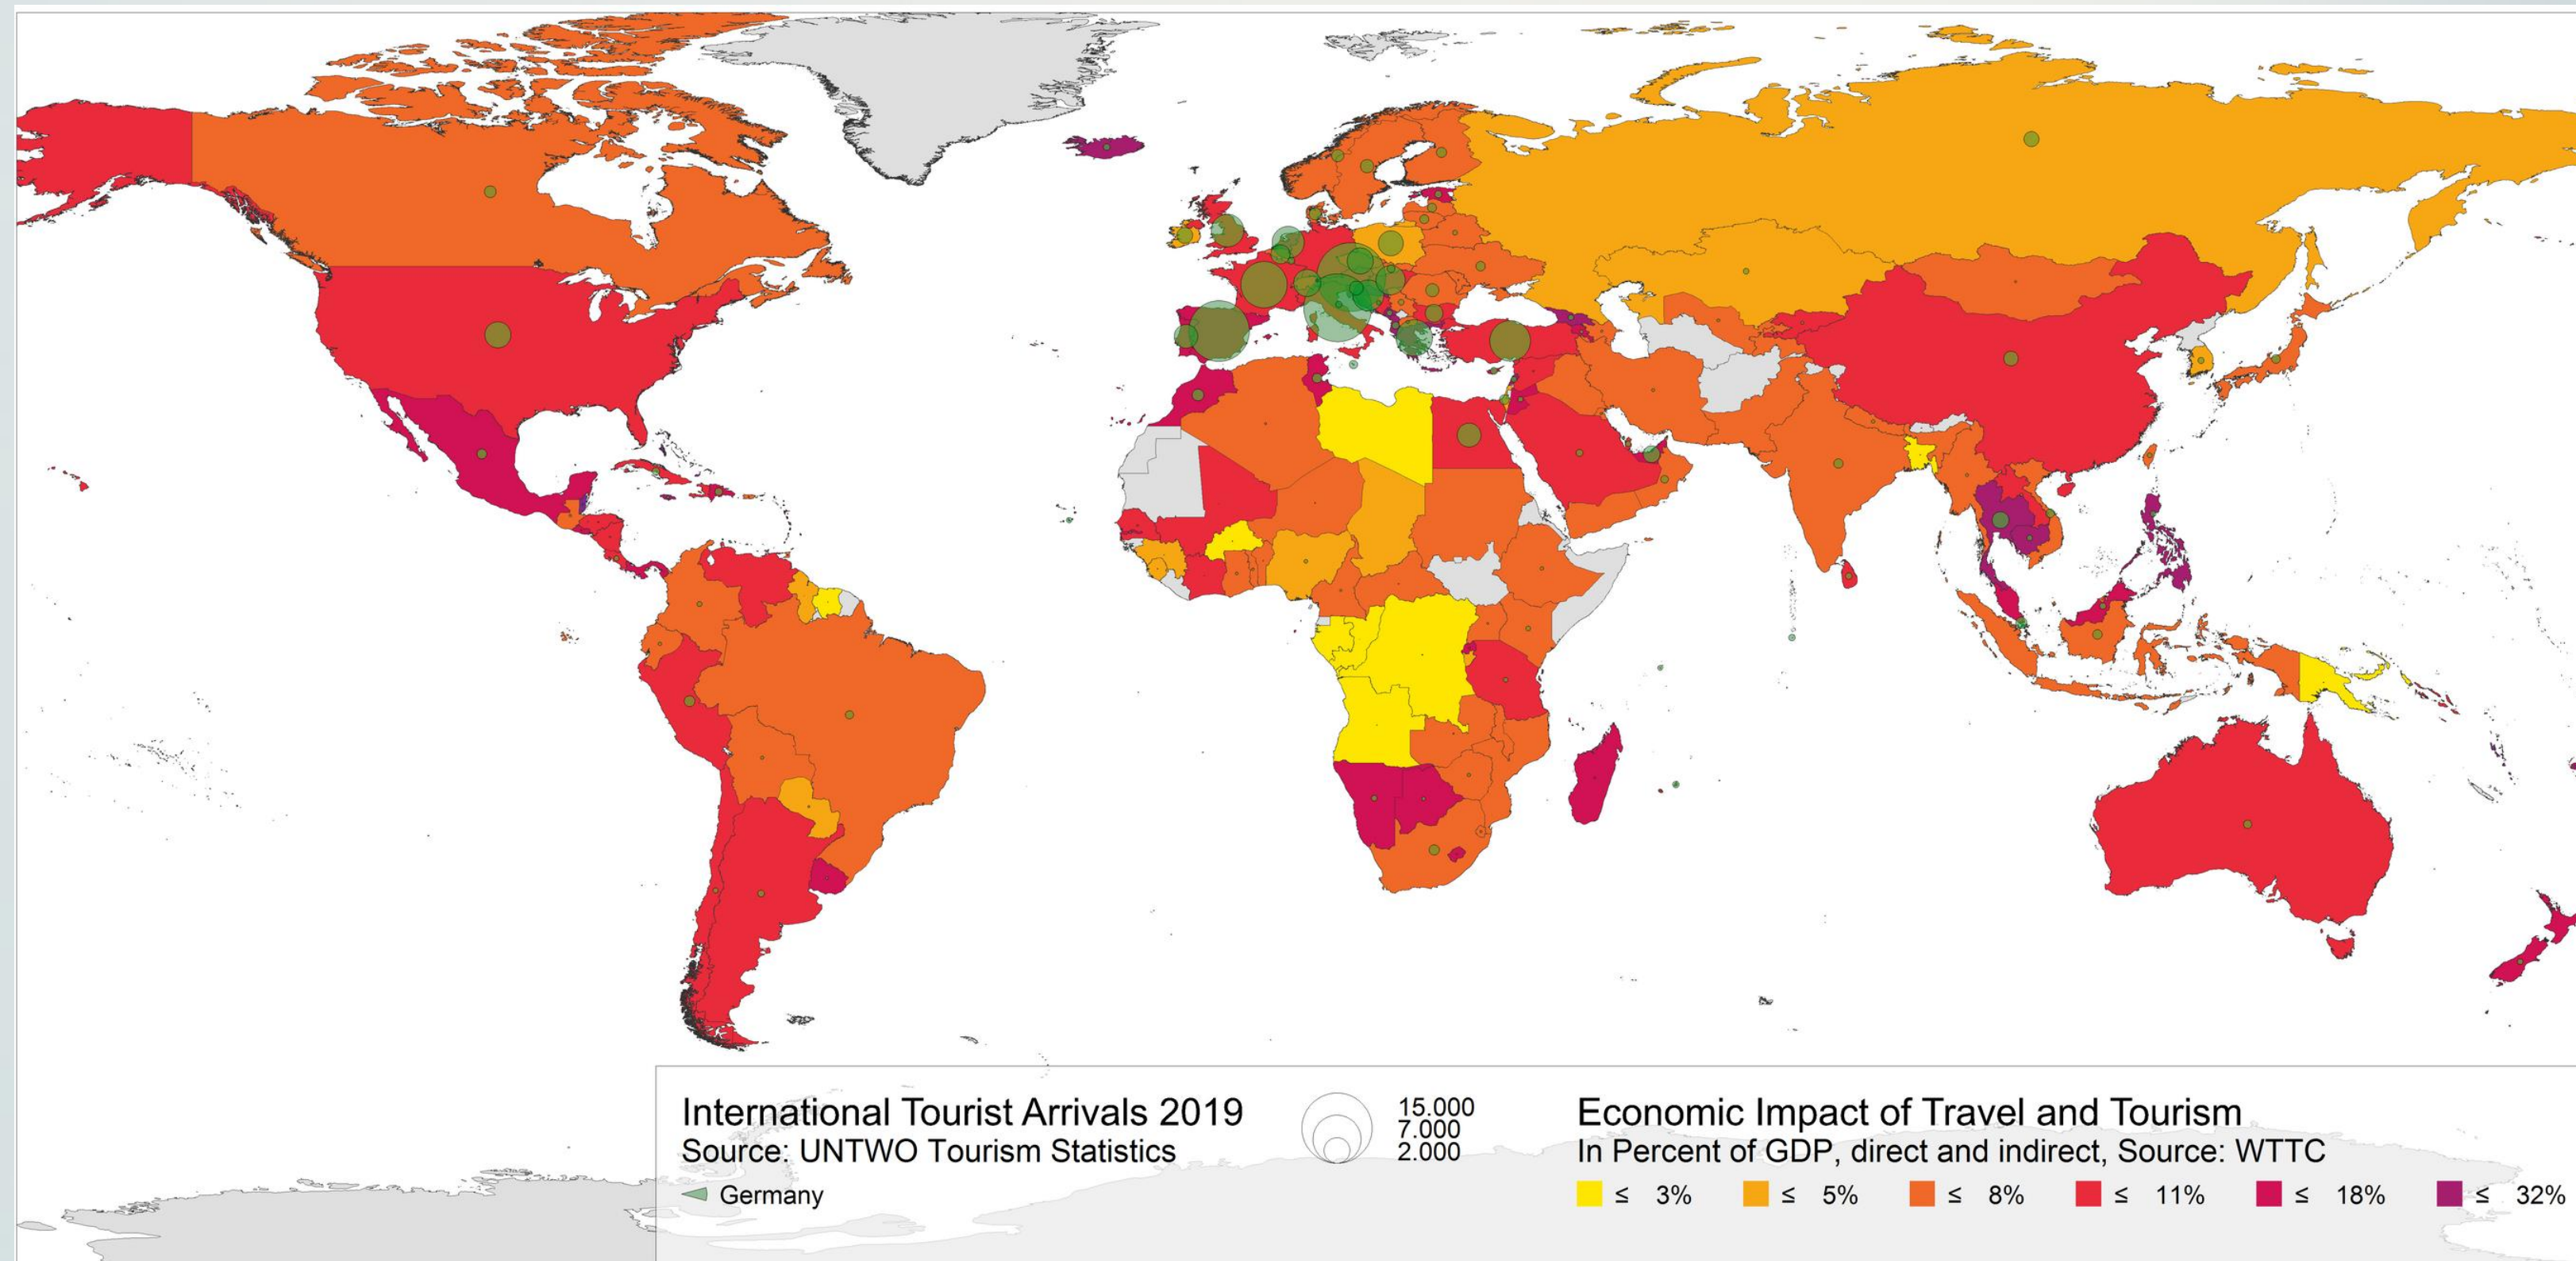 International Tourist Arrivals 2019
Source: UNTWO Tourism Statistics
Germany
15.000
7.000
2.000
Economic Impact of Travel and Tourism
In Percent of GDP, direct and indirect, Source: WTTC
≤ 3% ≤ 5% ≤ 8% ≤ 11% ≤ 18% ≤ 32%